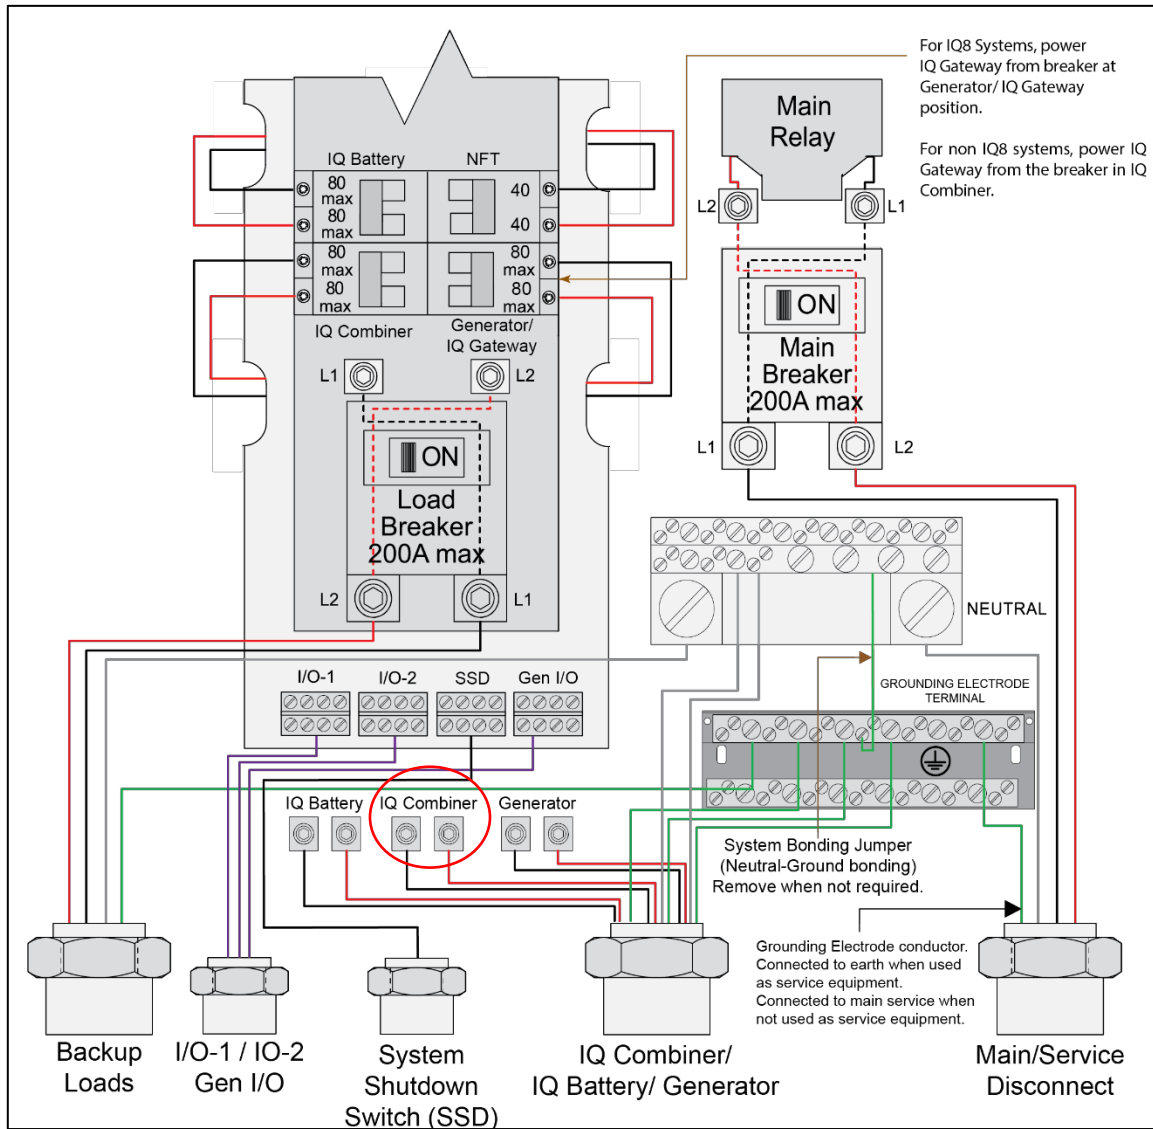 For IQ8 Systems, power
IQ Gateway from breaker at
Generator/ IQ Gateway
position.
For non IQ8 systems, power IQ
Gateway from the breaker in IQ
Combiner.
Main
Relay
L2
L1
IQ Battery
NFT
80
max
80
max
40
40
80
max
80
max
80
max
80
max
IQ Combiner
Generator/
IQ Gateway
L1
L2
ON
Load
Breaker
200A max
L2
L1
ON
Main
Breaker
200A max
L1
L2
NEUTRAL
GROUNDING ELECTRODE
TERMINAL
I/O-1
I/O-2
SSD
Gen I/O
IQ Battery
IQ Combiner
Generator
System Bonding Jumper
(Neutral-Ground bonding)
Remove when not required.
Grounding Electrode conductor.
Connected to earth when used
as service equipment.
Connected to main service when
not used as service equipment.
Backup
Loads
I/O-1 / IO-2
Gen I/O
System
Shutdown
Switch (SSD)
IQ Combiner/
IQ Battery/ Generator
Main/Service
Disconnect